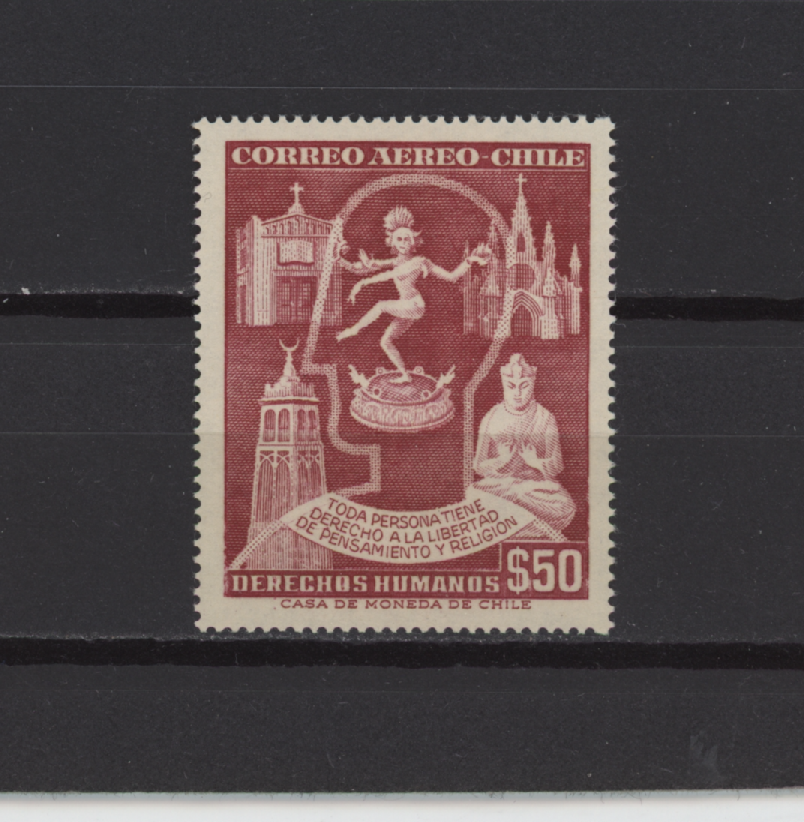 CORREO AEREO-CHILE
TODA PERSONA TIENE
DERECHO A LA LIBERTAD
DE PENSAMIENTO Y RELIGION
DERECHOS HUMANOS $50
CASA DE MONEDA DE CHILE